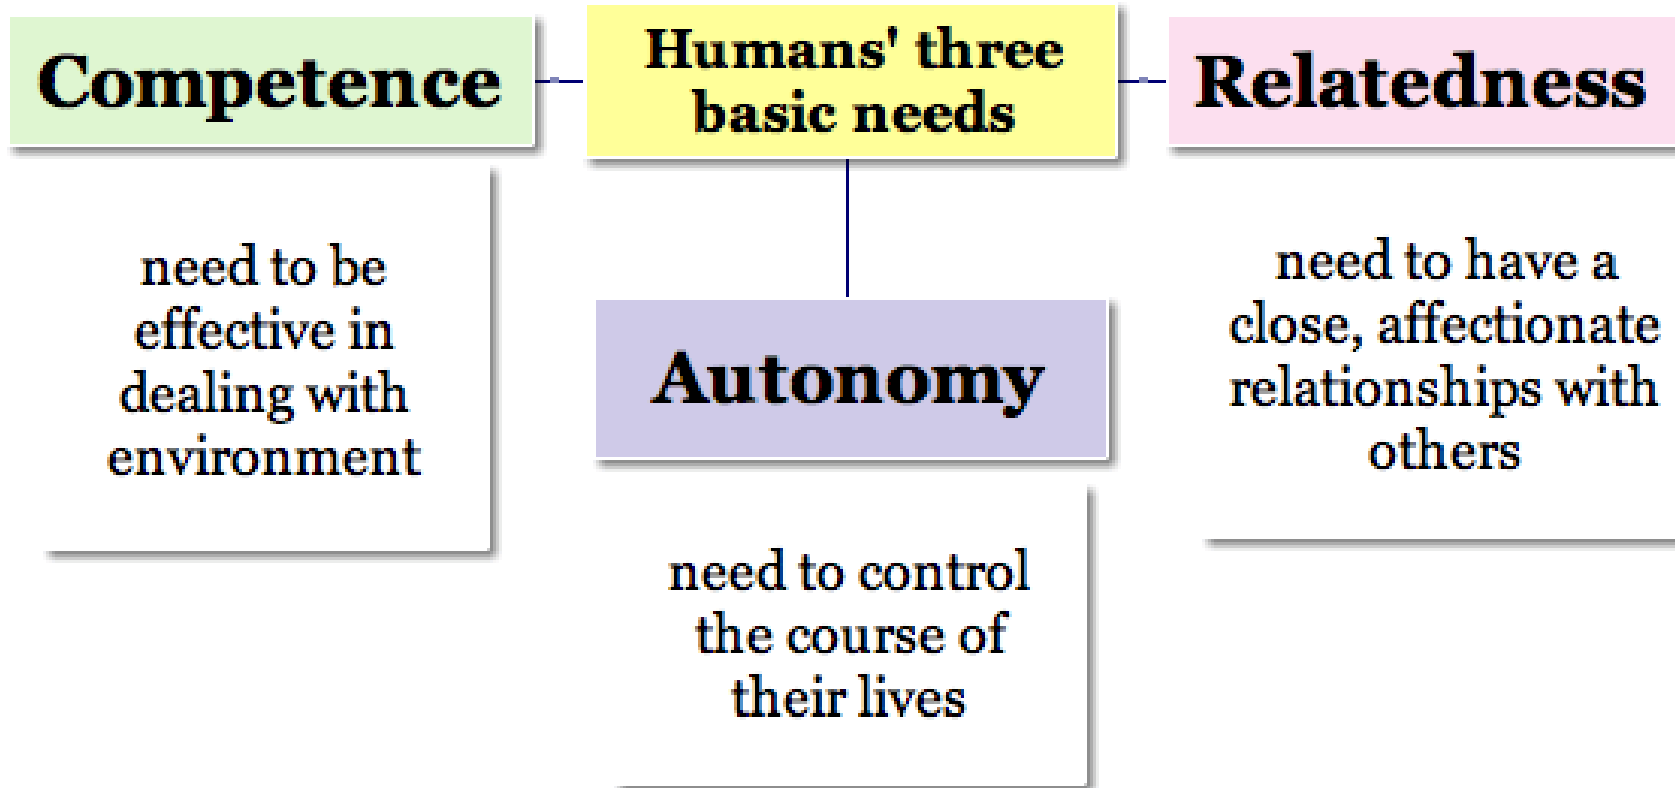 Competence
need to be
effective in
dealing with
environment
Humans' three
basic needs
Autonomy
need to control
the course of
their lives
Relatedness
need to have a
close, affectionate
relationships with
others